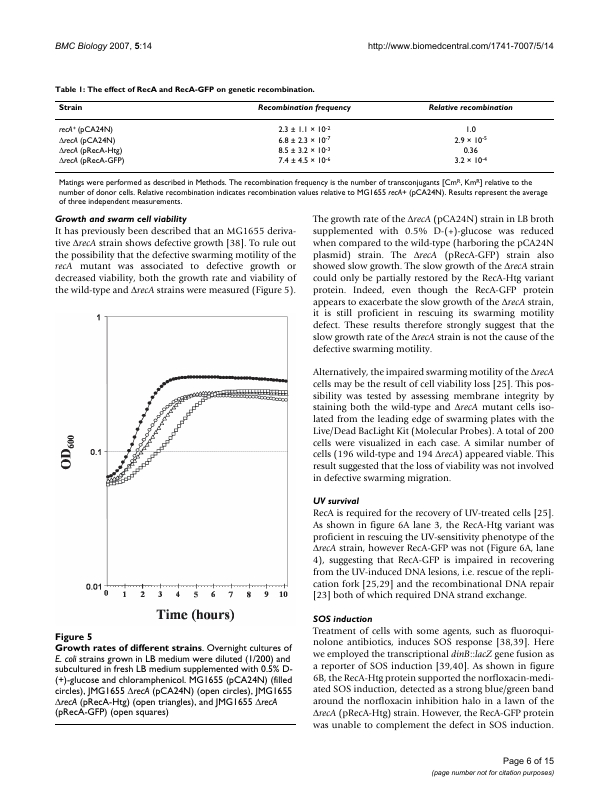 BMC Biology 2007, 5:14
http://www.biomedcentral.com/1741-7007/5/14
Table 1: The effect of RecA and RecA-GFP on genetic recombination.
Strain Recombination frequency Relative recombination
recA⁺ (pCA24N) 2.3 ± 1.1 × 10⁻² 1.0
ΔrecA (pCA24N) 6.8 ± 2.3 × 10⁻⁷ 2.9 × 10⁻⁵
ΔrecA (pRecA-Htg) 8.5 ± 3.2 × 10⁻³ 0.36
ΔrecA (pRecA-GFP) 7.4 ± 4.5 × 10⁻⁶ 3.2 × 10⁻⁴
Matings were performed as described in Methods. The recombination frequency is the number of transconjugants [Cmᴿ, Kmᴿ] relative to the
number of donor cells. Relative recombination indicates recombination values relative to MG1655 recA+ (pCA24N). Results represent the average
of three independent measurements.
Growth and swarm cell viability
It has previously been described that an MG1655 deriva-
tive ΔrecA strain shows defective growth [38]. To rule out
the possibility that the defective swarming motility of the
recA mutant was associated to defective growth or
decreased viability, both the growth rate and viability of
the wild-type and ΔrecA strains were measured (Figure 5).
1
0.1
0.01
OD600
0 1 2 3 4 5 6 7 8 9 10
Time (hours)
Figure 5
Growth rates of different strains. Overnight cultures of
E. coli strains grown in LB medium were diluted (1/200) and
subcultured in fresh LB medium supplemented with 0.5% D-
(+)-glucose and chloramphenicol. MG1655 (pCA24N) (filled
circles), JMG1655 ΔrecA (pCA24N) (open circles), JMG1655
ΔrecA (pRecA-Htg) (open triangles), and JMG1655 ΔrecA
(pRecA-GFP) (open squares)
The growth rate of the ΔrecA (pCA24N) strain in LB broth
supplemented with 0.5% D-(+)-glucose was reduced
when compared to the wild-type (harboring the pCA24N
plasmid) strain. The ΔrecA (pRecA-GFP) strain also
showed slow growth. The slow growth of the ΔrecA strain
could only be partially restored by the RecA-Htg variant
protein. Indeed, even though the RecA-GFP protein
appears to exacerbate the slow growth of the ΔrecA strain,
it is still proficient in rescuing its swarming motility
defect. These results therefore strongly suggest that the
slow growth rate of the ΔrecA strain is not the cause of the
defective swarming motility.
Alternatively, the impaired swarming motility of the ΔrecA
cells may be the result of cell viability loss [25]. This pos-
sibility was tested by assessing membrane integrity by
staining both the wild-type and ΔrecA mutant cells iso-
lated from the leading edge of swarming plates with the
Live/Dead BacLight Kit (Molecular Probes). A total of 200
cells were visualized in each case. A similar number of
cells (196 wild-type and 194 ΔrecA) appeared viable. This
result suggested that the loss of viability was not involved
in defective swarming migration.
UV survival
RecA is required for the recovery of UV-treated cells [25].
As shown in figure 6A lane 3, the RecA-Htg variant was
proficient in rescuing the UV-sensitivity phenotype of the
ΔrecA strain, however RecA-GFP was not (Figure 6A, lane
4), suggesting that RecA-GFP is impaired in recovering
from the UV-induced DNA lesions, i.e. rescue of the repli-
cation fork [25,29] and the recombinational DNA repair
[23] both of which required DNA strand exchange.
SOS induction
Treatment of cells with some agents, such as fluoroqui-
nolone antibiotics, induces SOS response [38,39]. Here
we employed the transcriptional dinB::lacZ gene fusion as
a reporter of SOS induction [39,40]. As shown in figure
6B, the RecA-Htg protein supported the norfloxacin-medi-
ated SOS induction, detected as a strong blue/green band
around the norfloxacin inhibition halo in a lawn of the
ΔrecA (pRecA-Htg) strain. However, the RecA-GFP protein
was unable to complement the defect in SOS induction.
Page 6 of 15
(page number not for citation purposes)